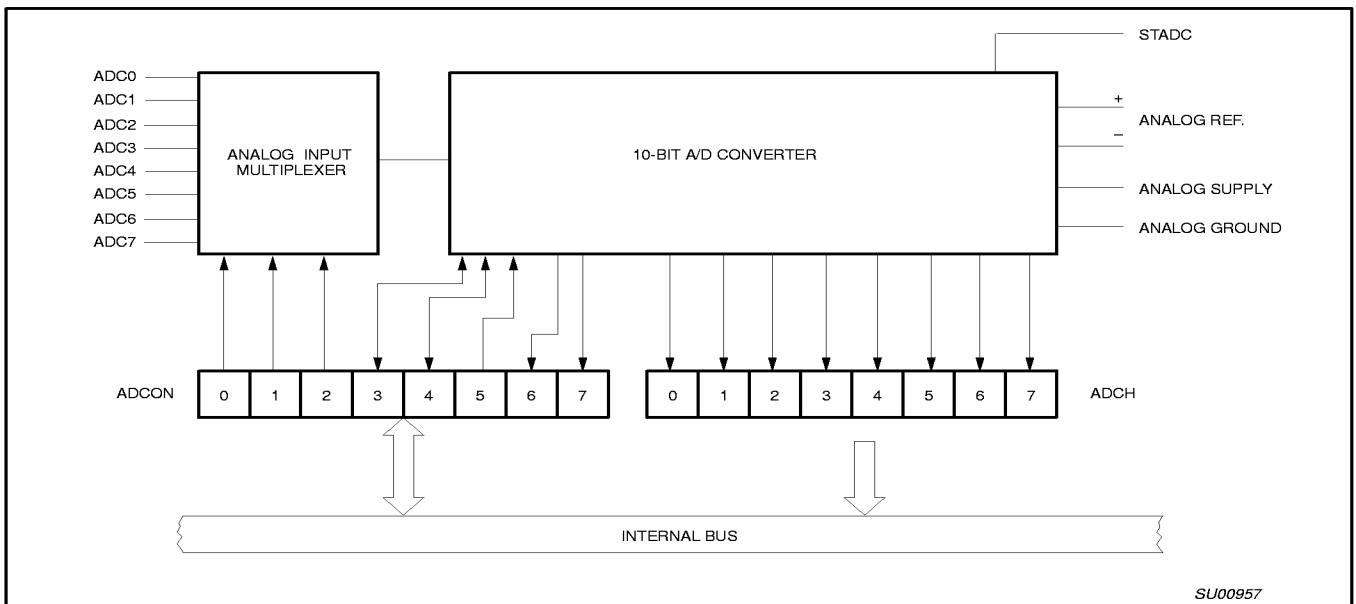 STADC
ADC0
ADC1
ADC2
ADC3
ADC4
ADC5
ADC6
ADC7
ANALOG INPUT
MULTIPLEXER
10-BIT A/D CONVERTER
+
ANALOG REF.
–
ANALOG SUPPLY
ANALOG GROUND
ADCON
0 1 2 3 4 5 6 7
0 1 2 3 4 5 6 7
ADCH
INTERNAL BUS
SU00957